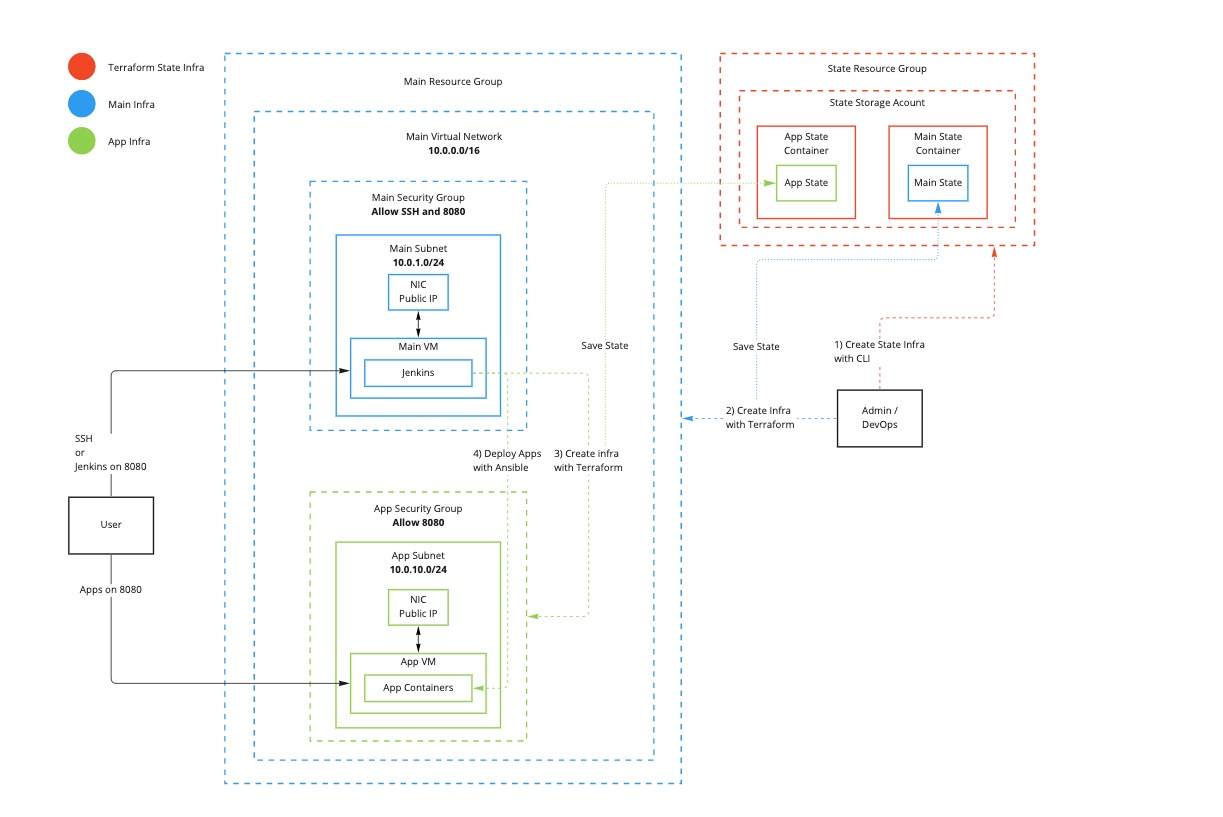 Terraform State Infra
Main Infra
App Infra
Main Resource Group
Main Virtual Network
10.0.0.0/16
Main Security Group
Allow SSH and 8080
Main Subnet
10.0.1.0/24
NIC
Public IP
Main VM
Jenkins
State Resource Group
State Storage Acount
App State
Container
App State
Main State
Container
Main State
Save State
Save State
1) Create State Infra
with CLI
2) Create Infra
with Terraform
Admin /
DevOps
SSH
or
Jenkins on 8080
User
Apps on 8080
4) Deploy Apps
with Ansible
3) Create infra
with Terraform
App Security Group
Allow 8080
App Subnet
10.0.10.0/24
NIC
Public IP
App VM
App Containers